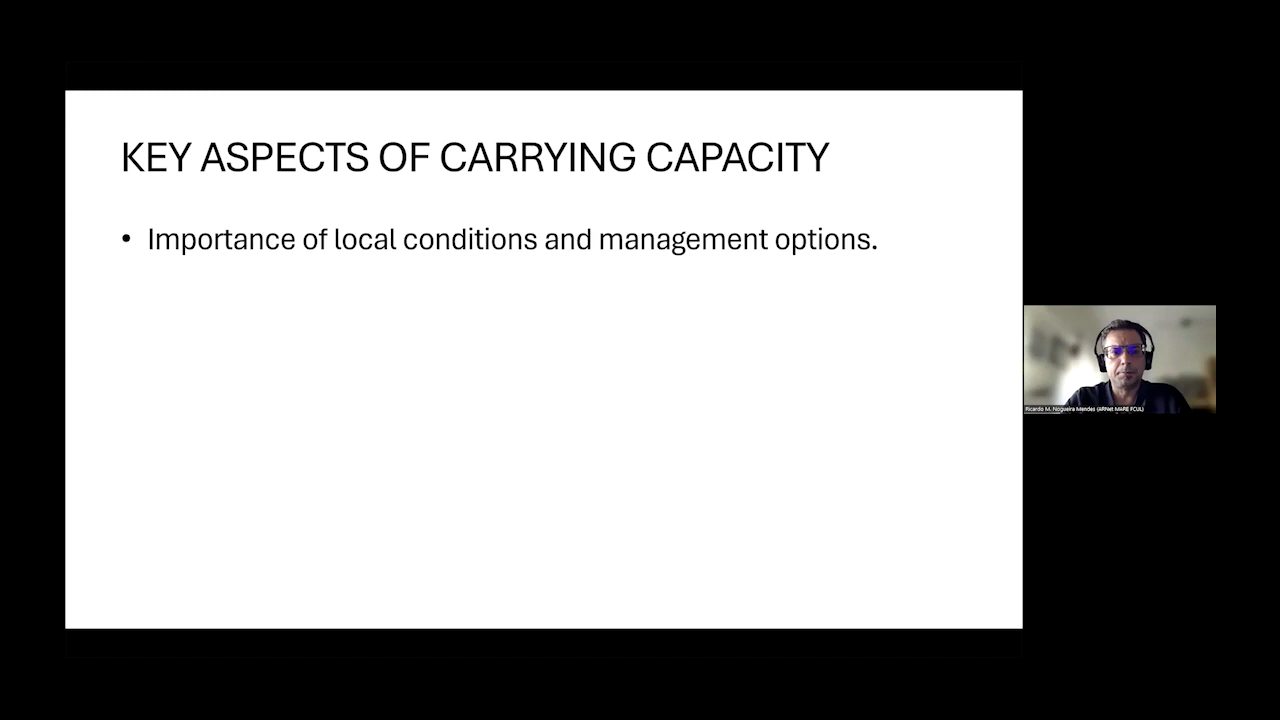 KEY ASPECTS OF CARRYING CAPACITY
• Importance of local conditions and management options.
Ricardo M. Nogueira Mendes (ARNet MARE FCUL)